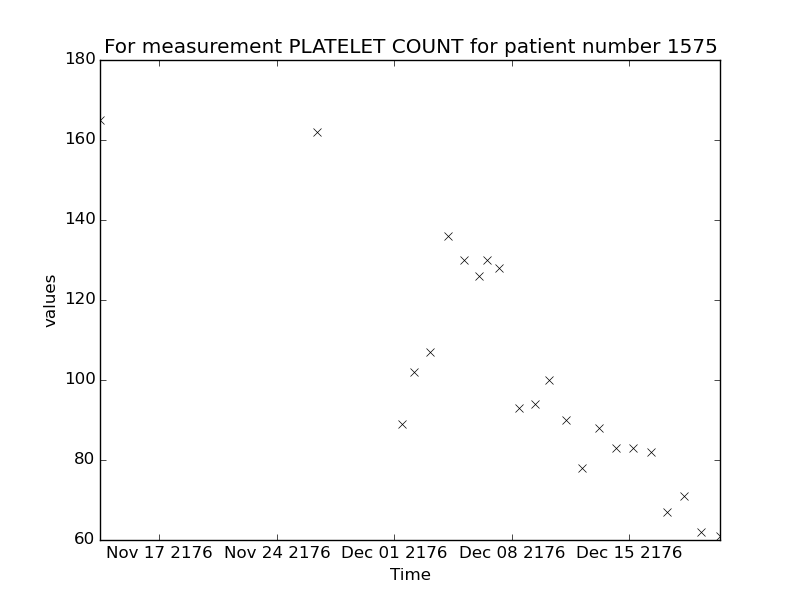 For measurement PLATELET COUNT for patient number 1575
180
160
140
120
100
80
60
values
Nov 17 2176 Nov 24 2176 Dec 01 2176 Dec 08 2176 Dec 15 2176
Time